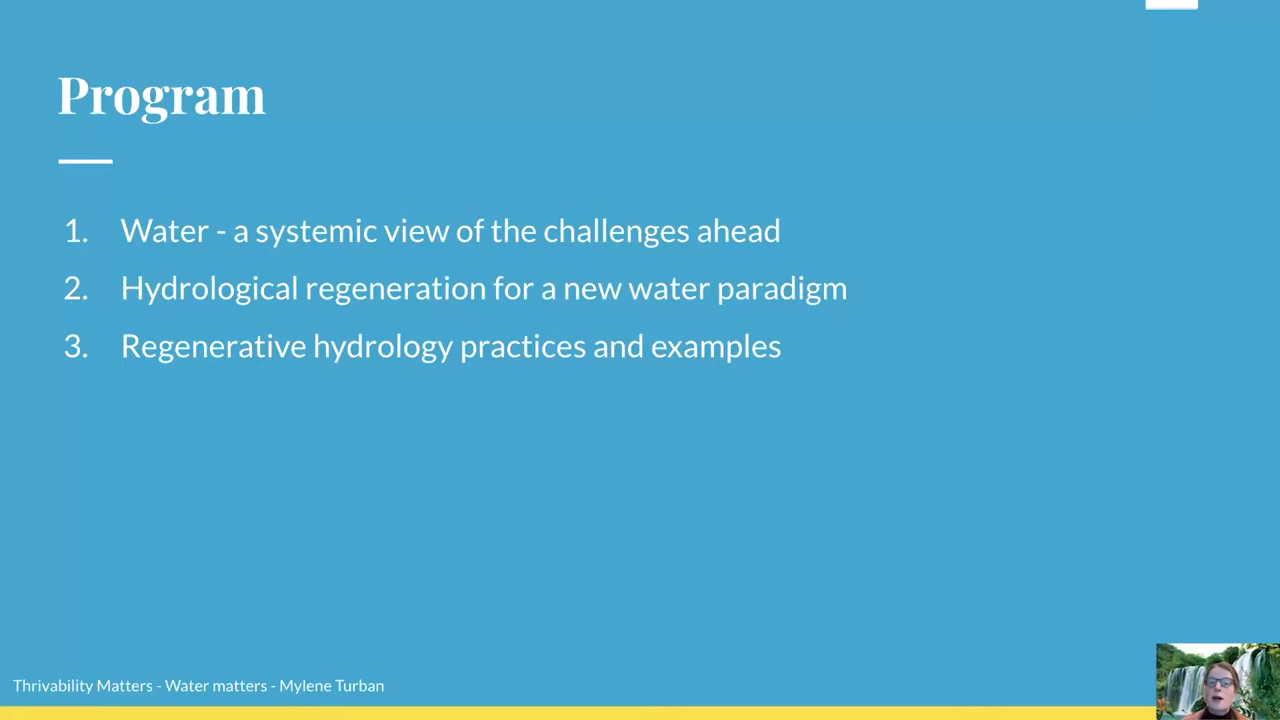 Program
1. Water - a systemic view of the challenges ahead
2. Hydrological regeneration for a new water paradigm
3. Regenerative hydrology practices and examples
Thrivability Matters - Water matters - Mylene Turban